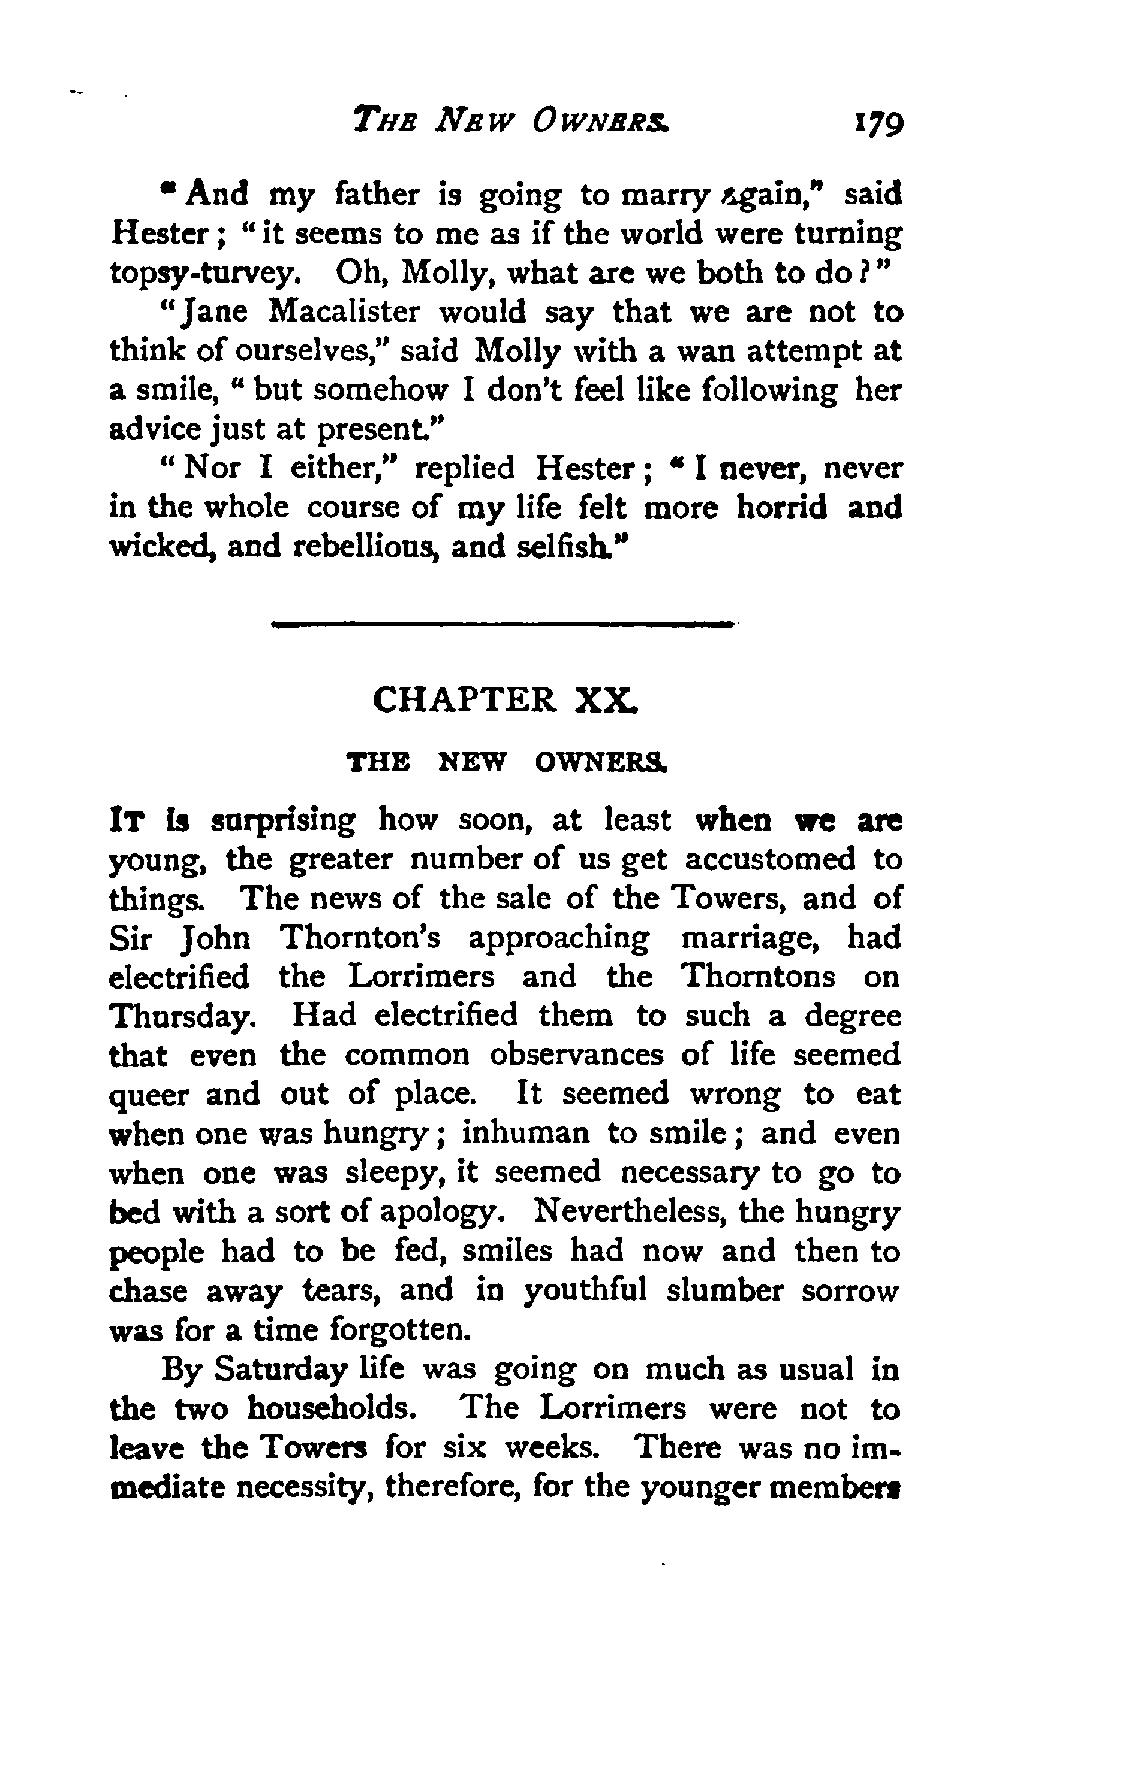 THE NEW OWNERS. 179
"And my father is going to marry again," said
Hester; "it seems to me as if the world were turning
topsy-turvey. Oh, Molly, what are we both to do?"
"Jane Macalister would say that we are not to
think of ourselves," said Molly with a wan attempt at
a smile, "but somehow I don't feel like following her
advice just at present."
"Nor I either," replied Hester; "I never, never
in the whole course of my life felt more horrid and
wicked, and rebellious, and selfish."
CHAPTER XX.
THE NEW OWNERS.
IT is surprising how soon, at least when we are
young, the greater number of us get accustomed to
things. The news of the sale of the Towers, and of
Sir John Thornton's approaching marriage, had
electrified the Lorrimers and the Thorntons on
Thursday. Had electrified them to such a degree
that even the common observances of life seemed
queer and out of place. It seemed wrong to eat
when one was hungry; inhuman to smile; and even
when one was sleepy, it seemed necessary to go to
bed with a sort of apology. Nevertheless, the hungry
people had to be fed, smiles had now and then to
chase away tears, and in youthful slumber sorrow
was for a time forgotten.
By Saturday life was going on much as usual in
the two households. The Lorrimers were not to
leave the Towers for six weeks. There was no im-
mediate necessity, therefore, for the younger members